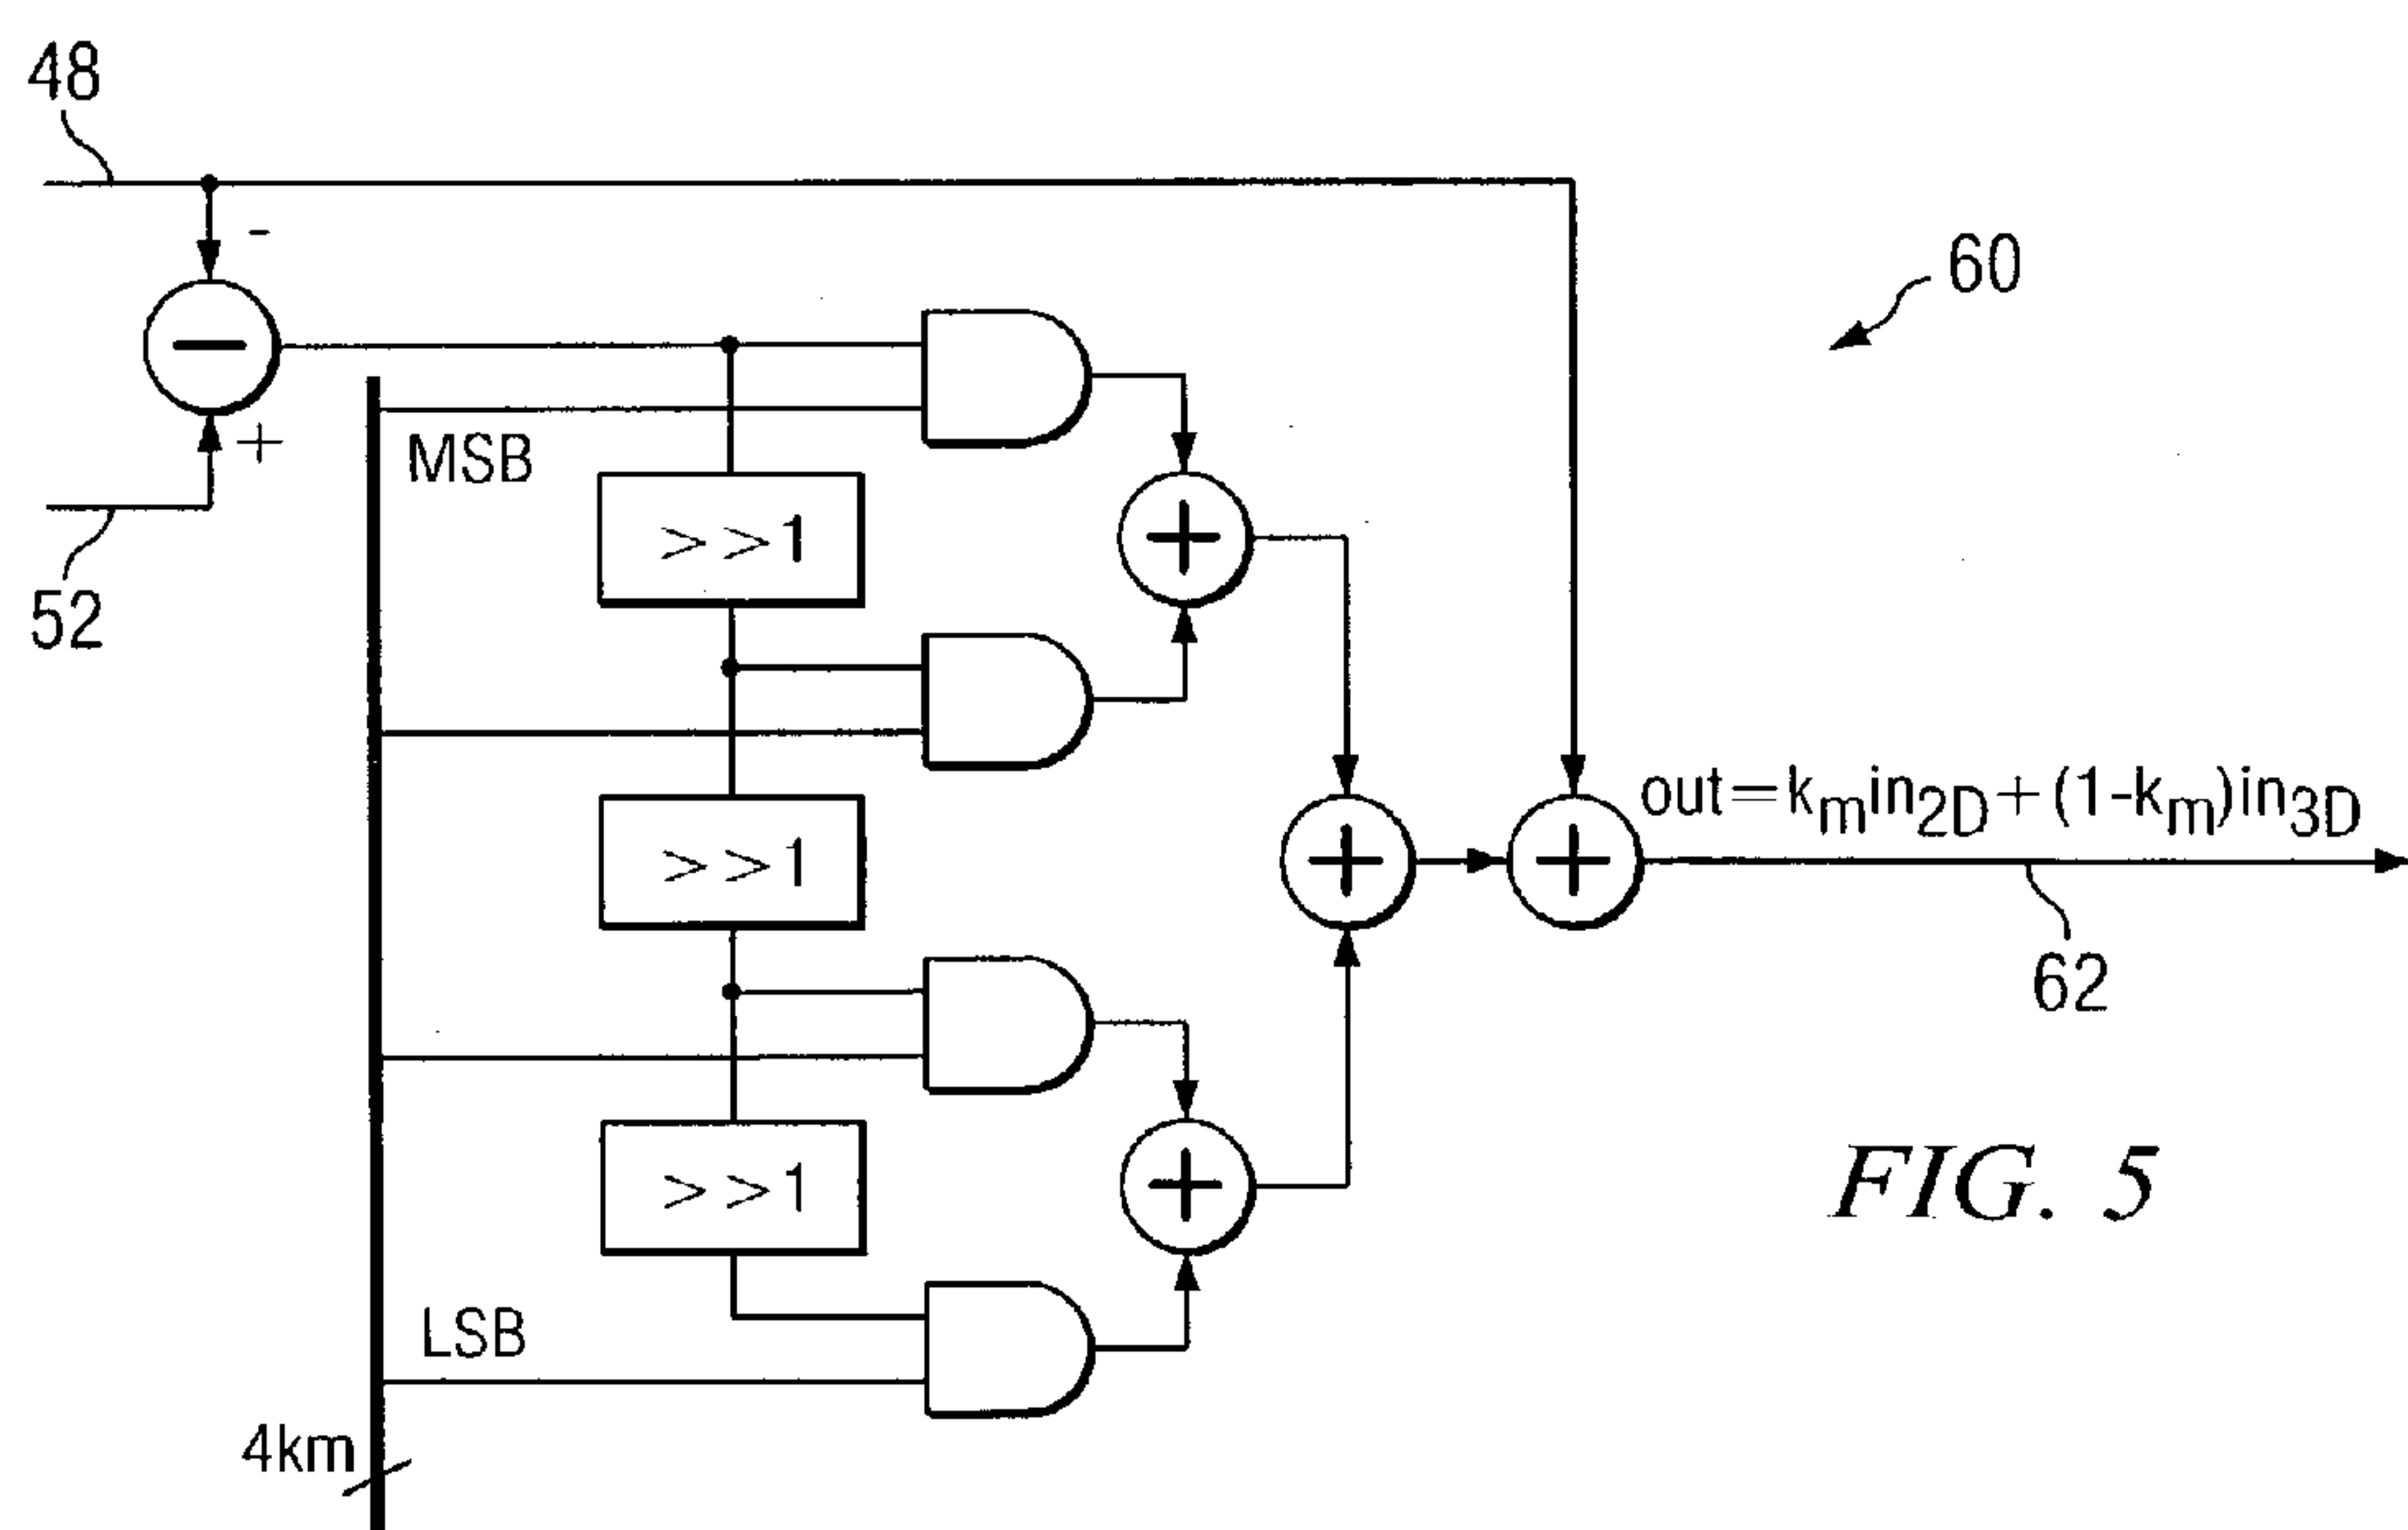 48
-
60
+
MSB
>>1
52
out=kmin2D+(1-km)in3D
>>1
62
>>1
FIG. 5
LSB
4km